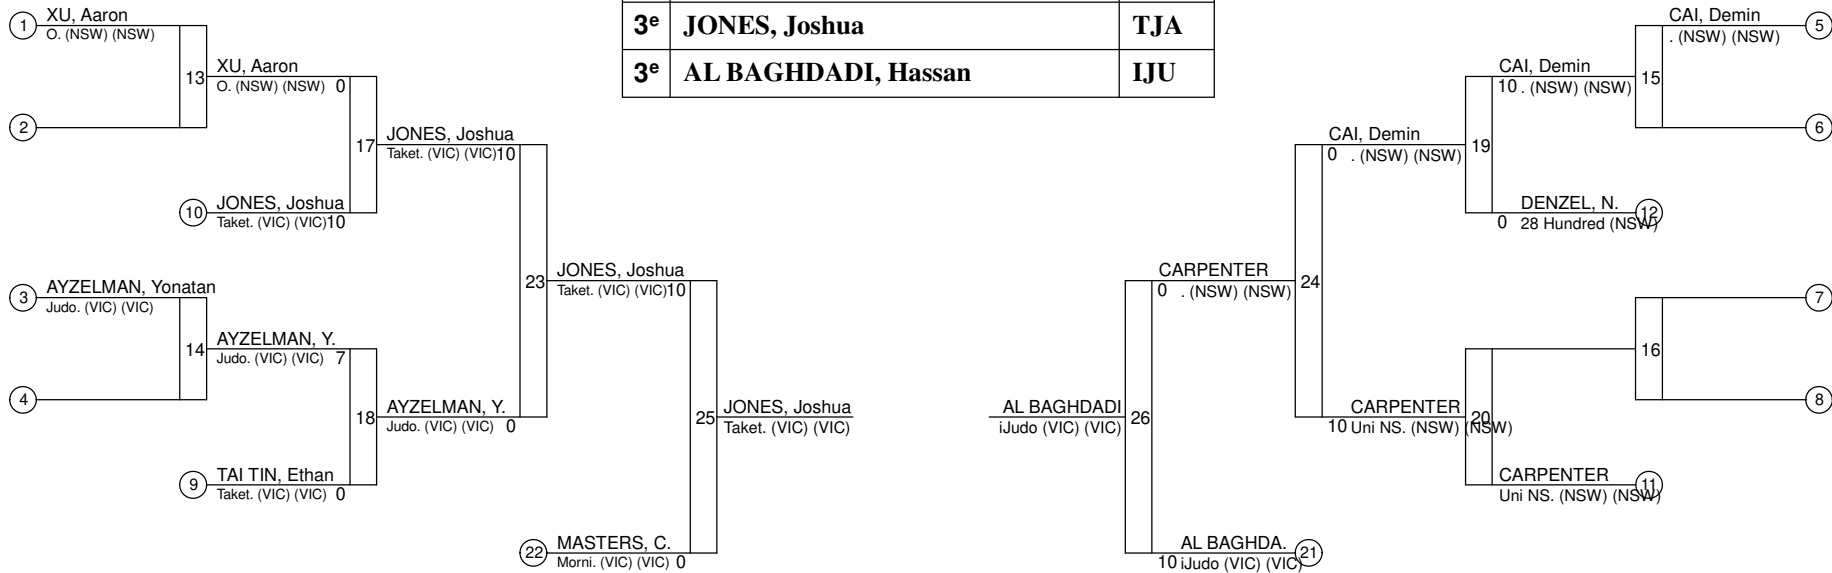 3e JONES, Joshua TJA
3e AL BAGHDADI, Hassan IJU
1 XU, Aaron
O. (NSW) (NSW)
13 XU, Aaron
O. (NSW) (NSW) 0
2
17 JONES, Joshua
Taket. (VIC) (VIC) 10
10 JONES, Joshua
Taket. (VIC) (VIC) 10
3 AYZELMAN, Yonatan
Judo. (VIC) (VIC)
23 JONES, Joshua
Taket. (VIC) (VIC) 10
14 AYZELMAN, Y.
Judo. (VIC) (VIC) 7
4
18 AYZELMAN, Y.
Judo. (VIC) (VIC) 0
25 JONES, Joshua
Taket. (VIC) (VIC)
9 TAI TIN, Ethan
Taket. (VIC) (VIC) 0
22 MASTERS, C.
Morni. (VIC) (VIC) 0
CAI, Demin 5
. (NSW) (NSW)
CAI, Demin 15
10 . (NSW) (NSW)
6
CAI, Demin 19
0 . (NSW) (NSW)
DENZEL, N. 12
0 28 Hundred (NSW)
CARPENTER 24
0 . (NSW) (NSW)
7
16
8
AL BAGHDADI 26
iJudo (VIC) (VIC)
CARPENTER 20
10 Uni NS. (NSW) (NSW)
CARPENTER 11
Uni NS. (NSW) (NSW)
AL BAGHDA. 21
10 iJudo (VIC) (VIC)